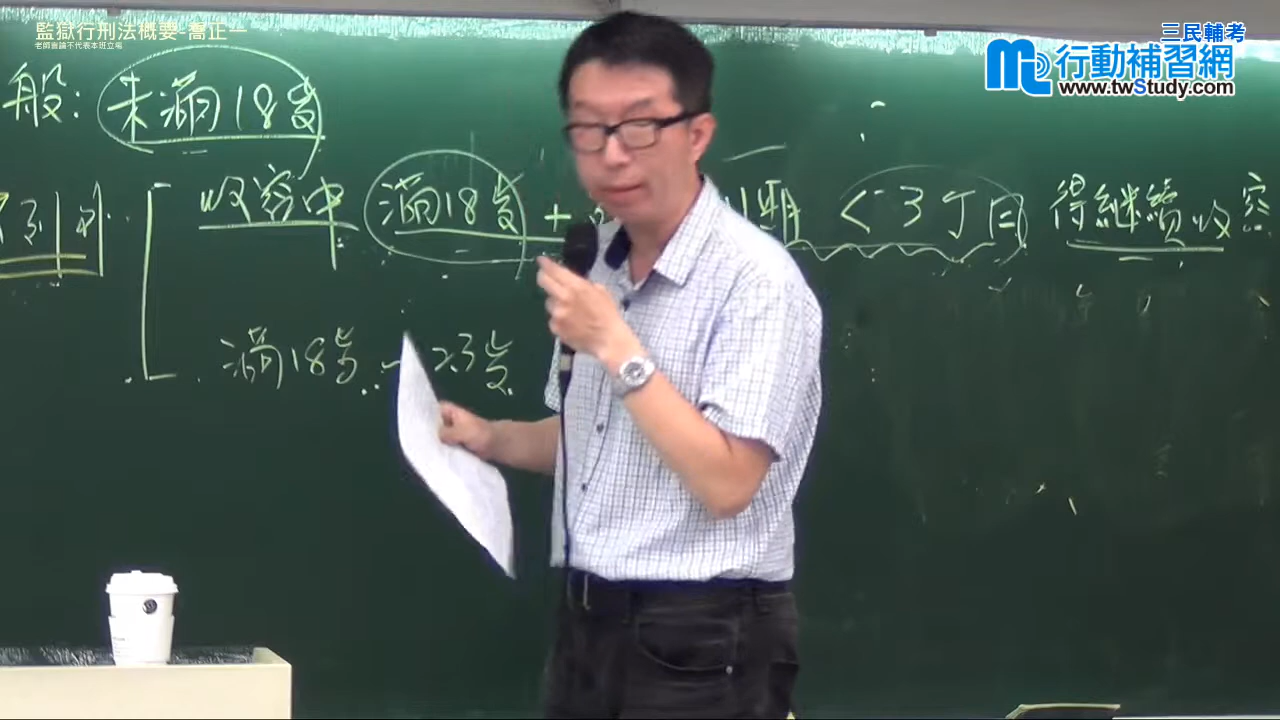 監獄行刑法概要-喬正一
老師言論不代表本班立場
三民輔考
行動補習網
www.twStudy.com
般:未滿18歲
列 收容中滿18歲+ 期<3个月 得繼續收容
滿18歲~23歲